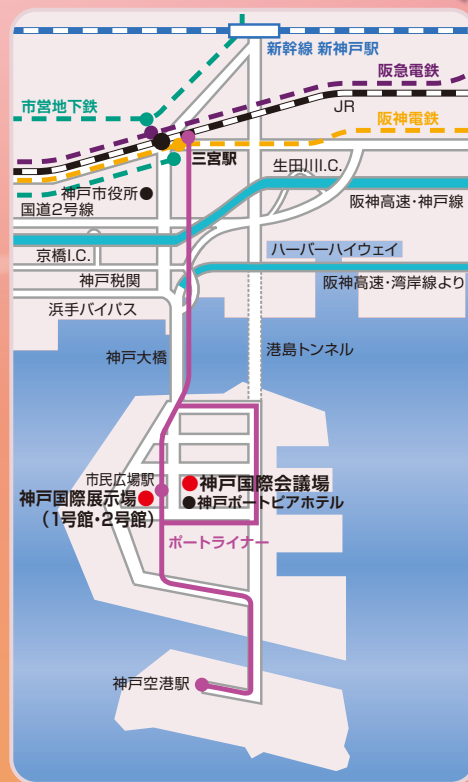 新幹線 新神戸駅
阪急電鉄
市営地下鉄
JR
阪神電鉄
三宮駅
生田川I.C.
神戸市役所
国道2号線
阪神高速・神戸線
京橋I.C.
ハーバーハイウェイ
神戸税関
阪神高速・湾岸線より
浜手バイパス
神戸大橋
港島トンネル
市民広場駅
神戸国際会議場
神戸国際展示場
(1号館・2号館)
神戸ポートピアホテル
ポートライナー
神戸空港駅